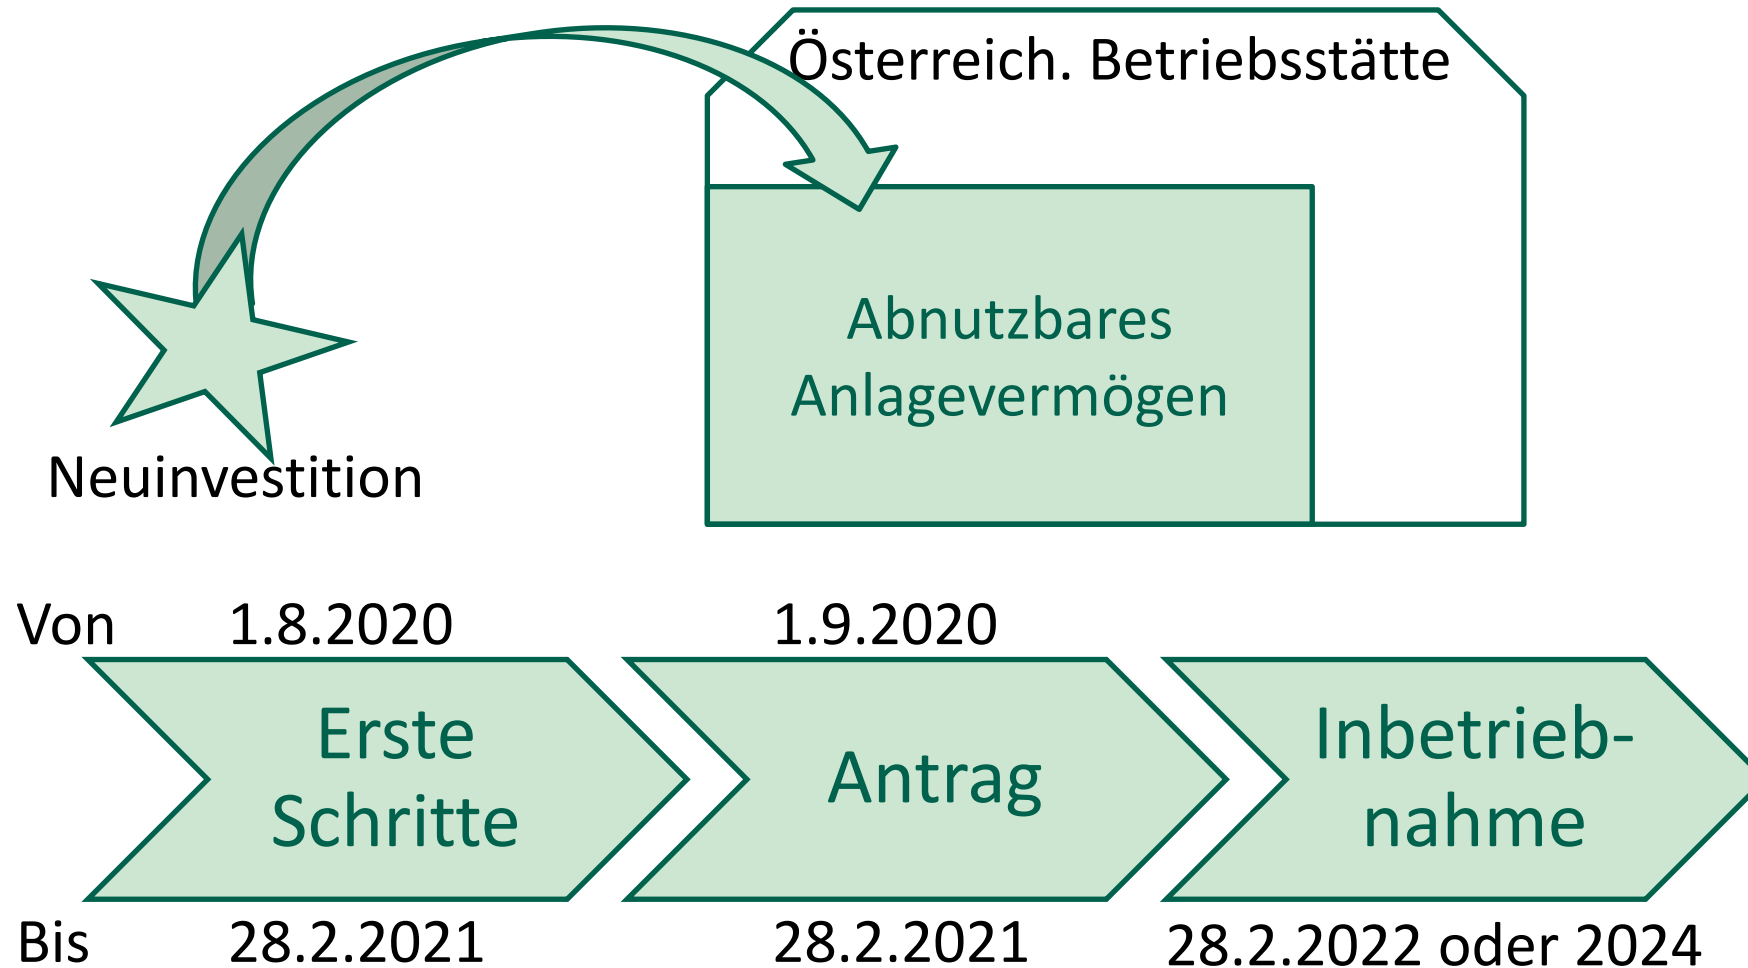 Österreich. Betriebsstätte
Abnutzbares
Anlagevermögen
Neuinvestition
Von 1.8.2020 1.9.2020
Erste
Schritte
Antrag
Inbetrieb-
nahme
Bis 28.2.2021 28.2.2021 28.2.2022 oder 2024